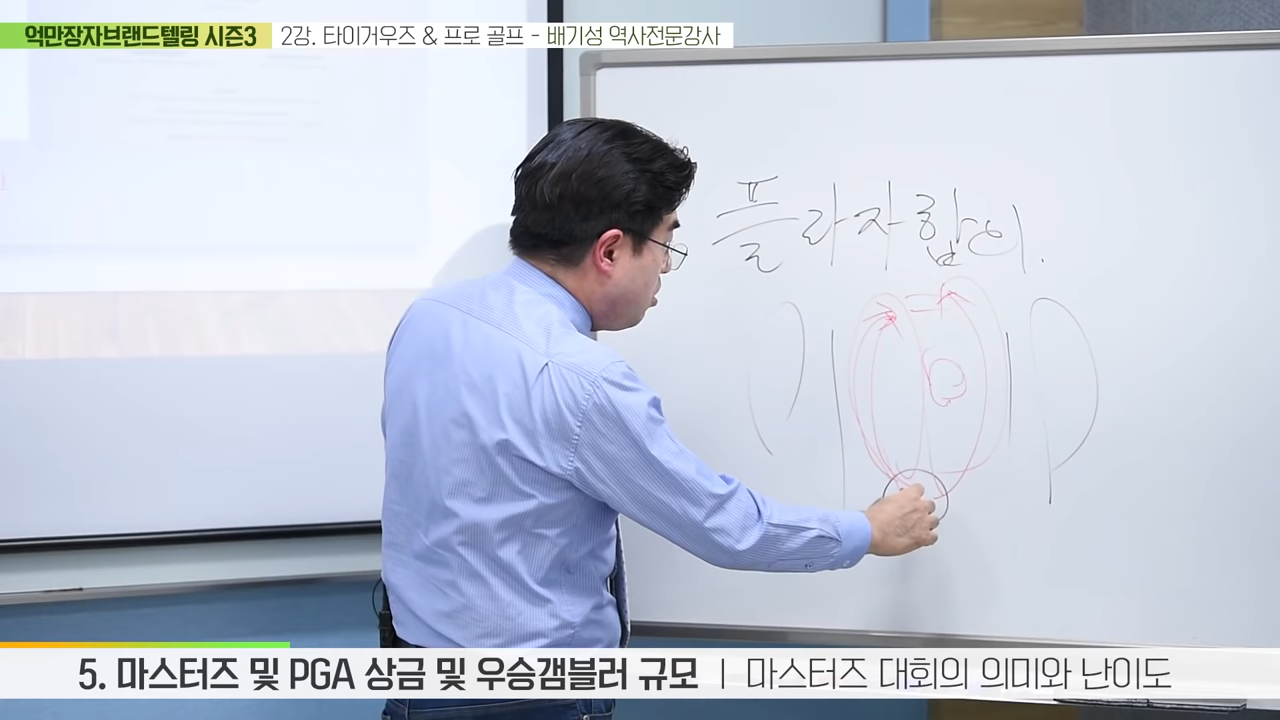 억만장자브랜드텔링 시즌3 2강. 타이거우즈 & 프로 골프 - 배기성 역사전문강사
플라자합의.
5. 마스터즈 및 PGA 상금 및 우승갬블러 규모 | 마스터즈 대회의 의미와 난이도